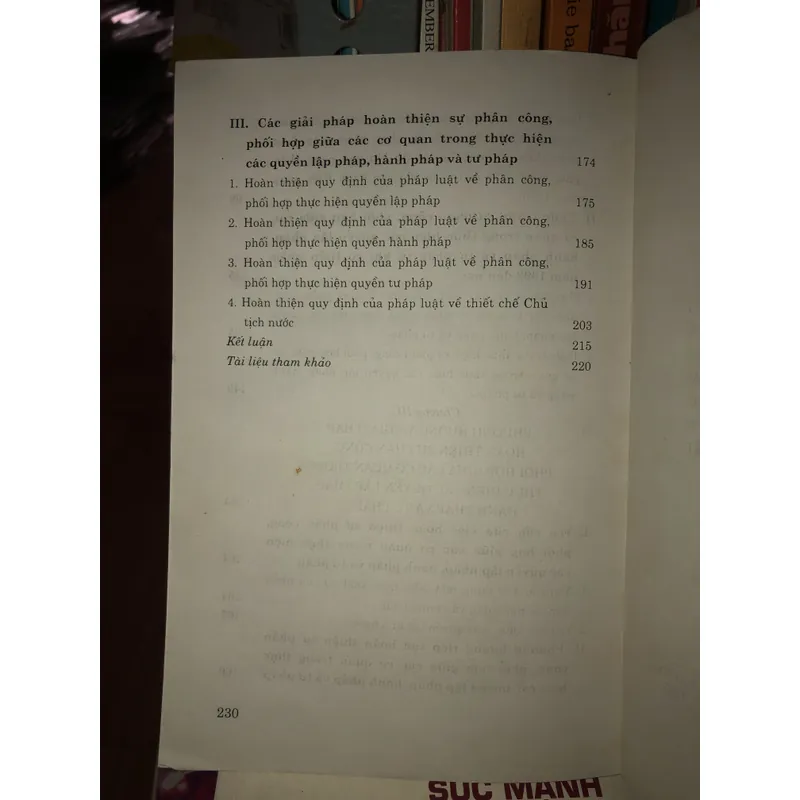 EMBER
ie ba
III. Các giải pháp hoàn thiện sự phân công,
phối hợp giữa các cơ quan trong thực hiện
các quyền lập pháp, hành pháp và tư pháp 174
1. Hoàn thiện quy định của pháp luật về phân công,
phối hợp thực hiện quyền lập pháp 175
2. Hoàn thiện quy định của pháp luật về phân công,
phối hợp thực hiện quyền hành pháp 185
3. Hoàn thiện quy định của pháp luật về phân công,
phối hợp thực hiện quyền tư pháp 191
4. Hoàn thiện quy định của pháp luật về thiết chế Chủ
tịch nước 203
Kết luận 215
Tài liệu tham khảo 220
230
SỨC MẠNH